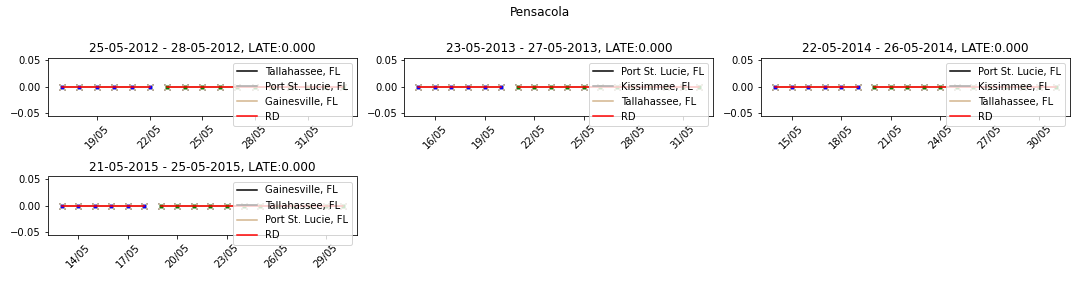 Pensacola
25-05-2012 - 28-05-2012, LATE:0.000
0.05
0.00
−0.05
Tallahassee, FL
Port St. Lucie, FL
Gainesville, FL
RD
19/05
22/05
25/05
28/05
31/05
23-05-2013 - 27-05-2013, LATE:0.000
0.05
0.00
−0.05
Port St. Lucie, FL
Kissimmee, FL
Tallahassee, FL
RD
16/05
19/05
22/05
25/05
28/05
31/05
22-05-2014 - 26-05-2014, LATE:0.000
0.05
0.00
−0.05
Port St. Lucie, FL
Kissimmee, FL
Tallahassee, FL
RD
15/05
18/05
21/05
24/05
27/05
30/05
21-05-2015 - 25-05-2015, LATE:0.000
0.05
0.00
−0.05
Gainesville, FL
Tallahassee, FL
Port St. Lucie, FL
RD
14/05
17/05
20/05
23/05
26/05
29/05